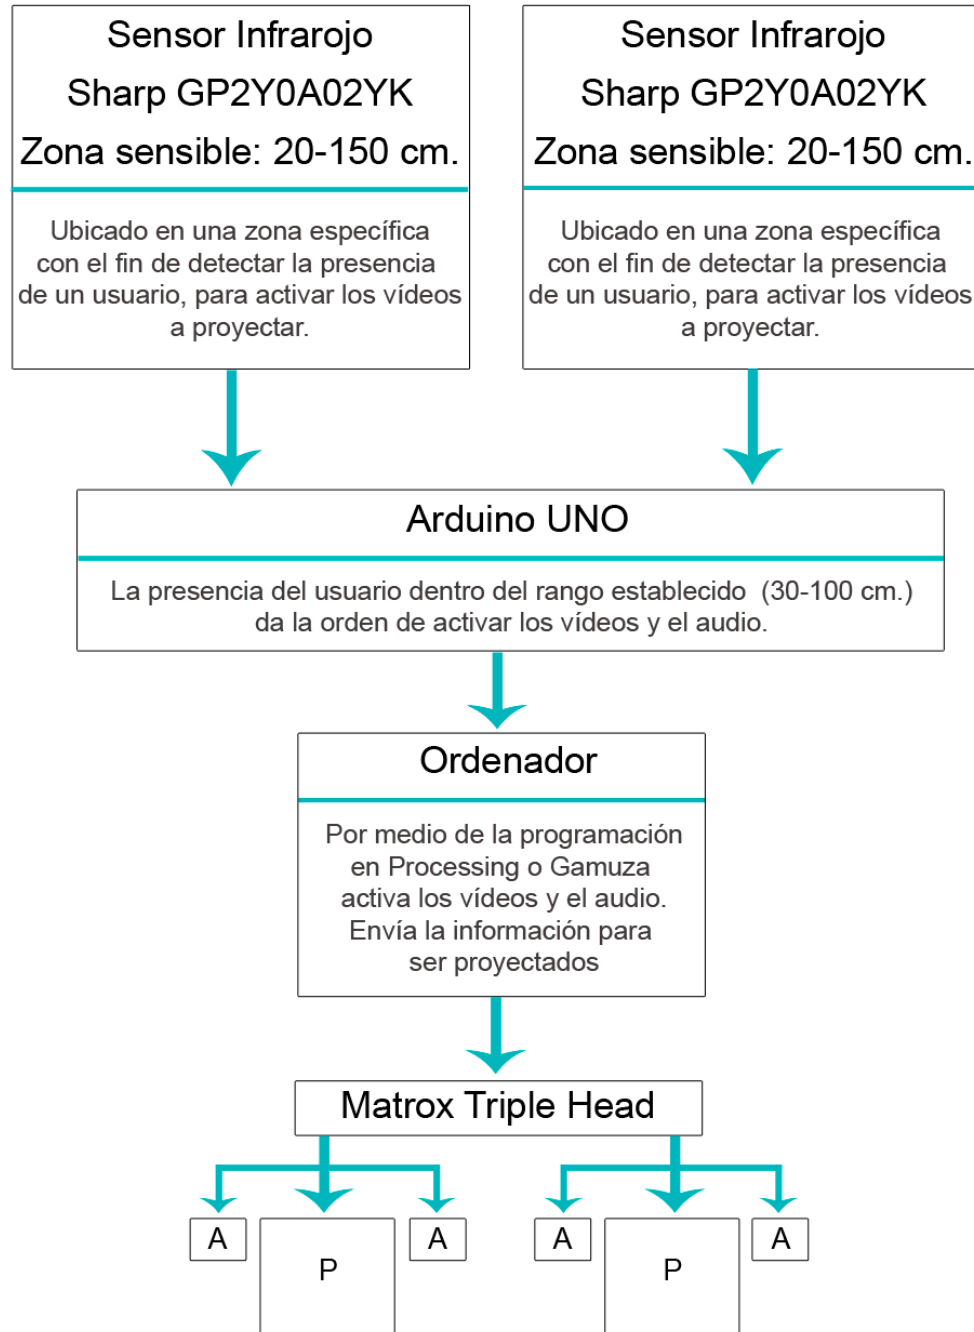 Sensor Infrarojo
Sharp GP2Y0A02YK
Zona sensible: 20-150 cm.
Ubicado en una zona específica
con el fin de detectar la presencia
de un usuario, para activar los vídeos
a proyectar.
Sensor Infrarojo
Sharp GP2Y0A02YK
Zona sensible: 20-150 cm.
Ubicado en una zona específica
con el fin de detectar la presencia
de un usuario, para activar los vídeos
a proyectar.
Arduino UNO
La presencia del usuario dentro del rango establecido (30-100 cm.)
da la orden de activar los vídeos y el audio.
Ordenador
Por medio de la programación
en Processing o Gamuza
activa los vídeos y el audio.
Envía la información para
ser proyectados
Matrox Triple Head
A
P
A
A
P
A